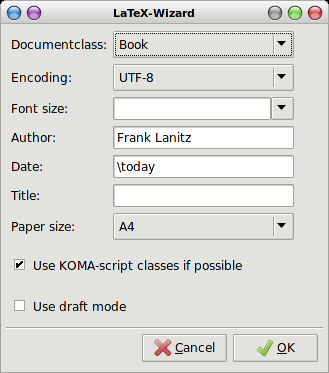 LaTeX-Wizard
Documentclass: Book
Encoding: UTF-8
Font size:
Author: Frank Lanitz
Date: \today
Title:
Paper size: A4
Use KOMA-script classes if possible
Use draft mode
Cancel OK